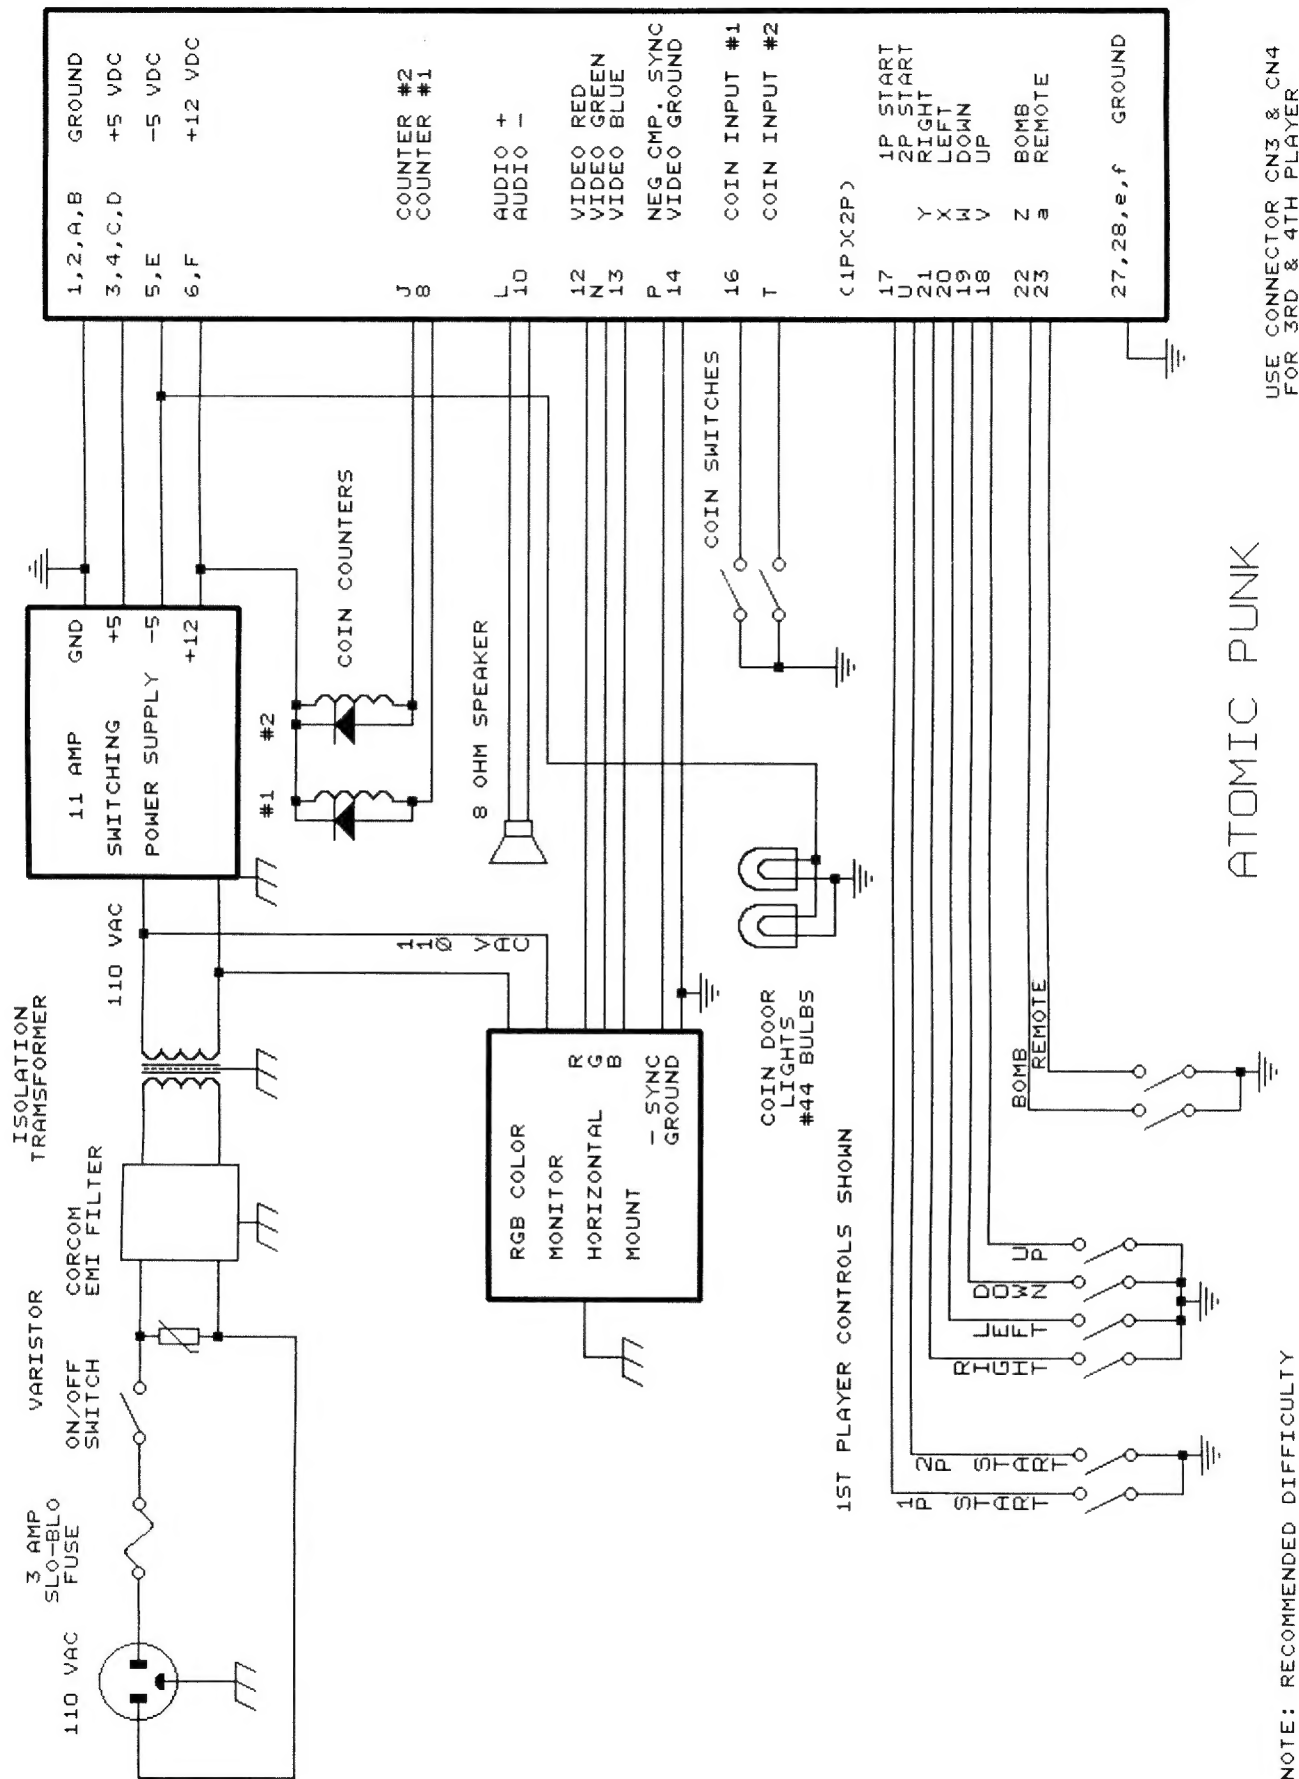 110 VAC
3 AMP
SLO-BLO
FUSE
ON/OFF
SWITCH
VARISTOR
CORCOM
EMI FILTER
ISOLATION
TRAMSFORMER
110 VAC
11 AMP
SWITCHING
POWER SUPPLY
GND
+5
-5
+12
#1
#2
COIN COUNTERS
110 VAC
8 OHM SPEAKER
RGB COLOR
MONITOR
HORIZONTAL
MOUNT
R
G
B
- SYNC
GROUND
COIN DOOR
LIGHTS
#44 BULBS
COIN SWITCHES
1ST PLAYER CONTROLS SHOWN
1P START
2P START
RIGHT
LEFT
DOWN
UP
BOMB
REMOTE
1,2,A,B GROUND
3,4,C,D +5 VDC
5,E -5 VDC
6,F +12 VDC
J COUNTER #2
8 COUNTER #1
L AUDIO +
10 AUDIO -
12 VIDEO RED
N VIDEO GREEN
13 VIDEO BLUE
P NEG CMP. SYNC
14 VIDEO GROUND
16 COIN INPUT #1
T COIN INPUT #2
(1P)(2P)
17 1P START
U 2P START
21 Y RIGHT
20 X LEFT
19 W DOWN
18 V UP
22 Z BOMB
23 a REMOTE
27,28,e,f GROUND
ATOMIC PUNK
USE CONNECTOR CN3 & CN4
FOR 3RD & 4TH PLAYER
NOTE: RECOMMENDED DIFFICULTY